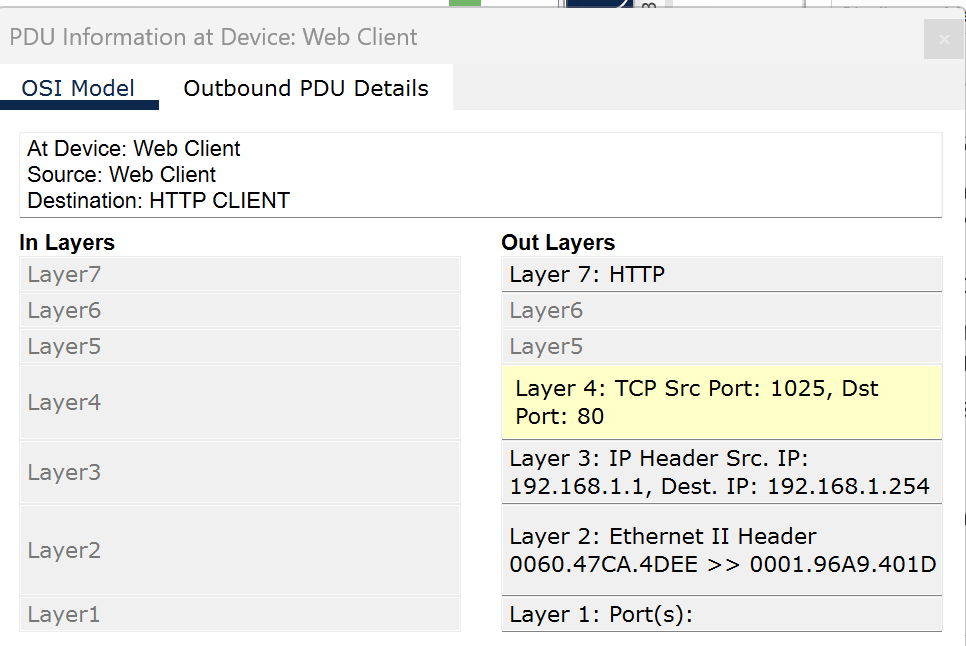 PDU Information at Device: Web Client
OSI Model
Outbound PDU Details
At Device: Web Client
Source: Web Client
Destination: HTTP CLIENT
In Layers
Layer7
Layer6
Layer5
Layer4
Layer3
Layer2
Layer1
Out Layers
Layer 7: HTTP
Layer6
Layer5
Layer 4: TCP Src Port: 1025, Dst
Port: 80
Layer 3: IP Header Src. IP:
192.168.1.1, Dest. IP: 192.168.1.254
Layer 2: Ethernet II Header
0060.47CA.4DEE >> 0001.96A9.401D
Layer 1: Port(s):